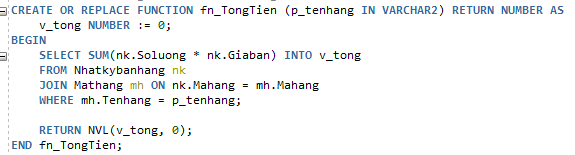 CREATE OR REPLACE FUNCTION fn_TongTien (p_tenhang IN VARCHAR2) RETURN NUMBER AS
    v_tong NUMBER := 0;
BEGIN
    SELECT SUM(nk.Soluong * nk.Giaban) INTO v_tong
    FROM Nhatkybanhang nk
    JOIN Mathang mh ON nk.Mahang = mh.Mahang
    WHERE mh.Tenhang = p_tenhang;

    RETURN NVL(v_tong, 0);
END fn_TongTien;